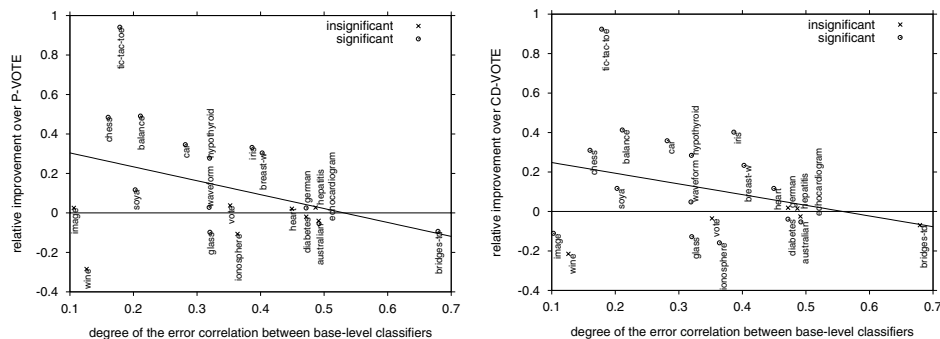 relative improvement over P-VOTE
1
0.8
0.6
0.4
0.2
0
-0.2
-0.4
insignificant
significant
tic-tac-toe
chess
balance
car
hypothyroid
waveform
iris
breast-w
soya
image
wine
glass
vote
ionosphere
heart
german
hepatitis
echocardiogram
diabetes
australian
bridges-td
0.1 0.2 0.3 0.4 0.5 0.6 0.7
degree of the error correlation between base-level classifiers
relative improvement over CD-VOTE
1
0.8
0.6
0.4
0.2
0
-0.2
-0.4
insignificant
significant
tic-tac-toe
chess
balance
car
hypothyroid
waveform
iris
breast-w
soya
image
wine
glass
vote
ionosphere
heart
german
hepatitis
echocardiogram
diabetes
australian
bridges-td
0.1 0.2 0.3 0.4 0.5 0.6 0.7
degree of the error correlation between base-level classifiers